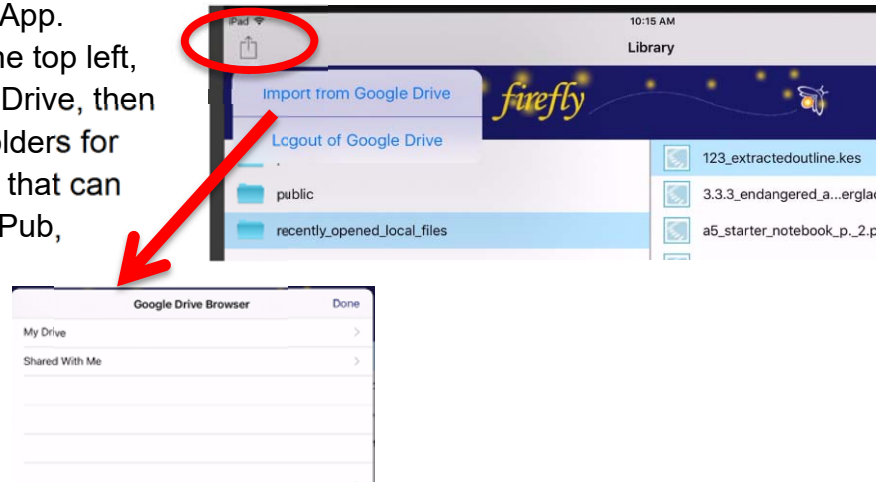 App.
e top left,
Drive, then
olders for
that can
Pub,
iPad
10:15 AM
Library
Import from Google Drive
Logout of Google Drive
firefly
public
recently_opened_local_files
123_extractedoutline.kes
3.3.3_endangered_a...erglad
a5_starter_notebook_p._2.p
Google Drive Browser
Done
My Drive
Shared With Me